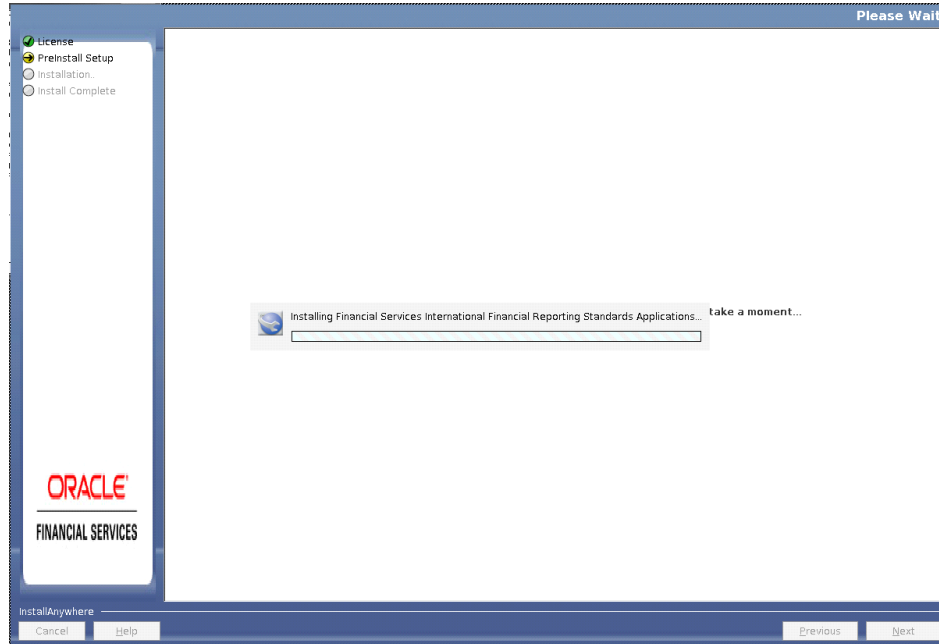 Please Wait
License
PreInstall Setup
Installation..
Install Complete
Installing Financial Services International Financial Reporting Standards Applications...
take a moment...
ORACLE
FINANCIAL SERVICES
InstallAnywhere
Cancel
Help
Previous
Next